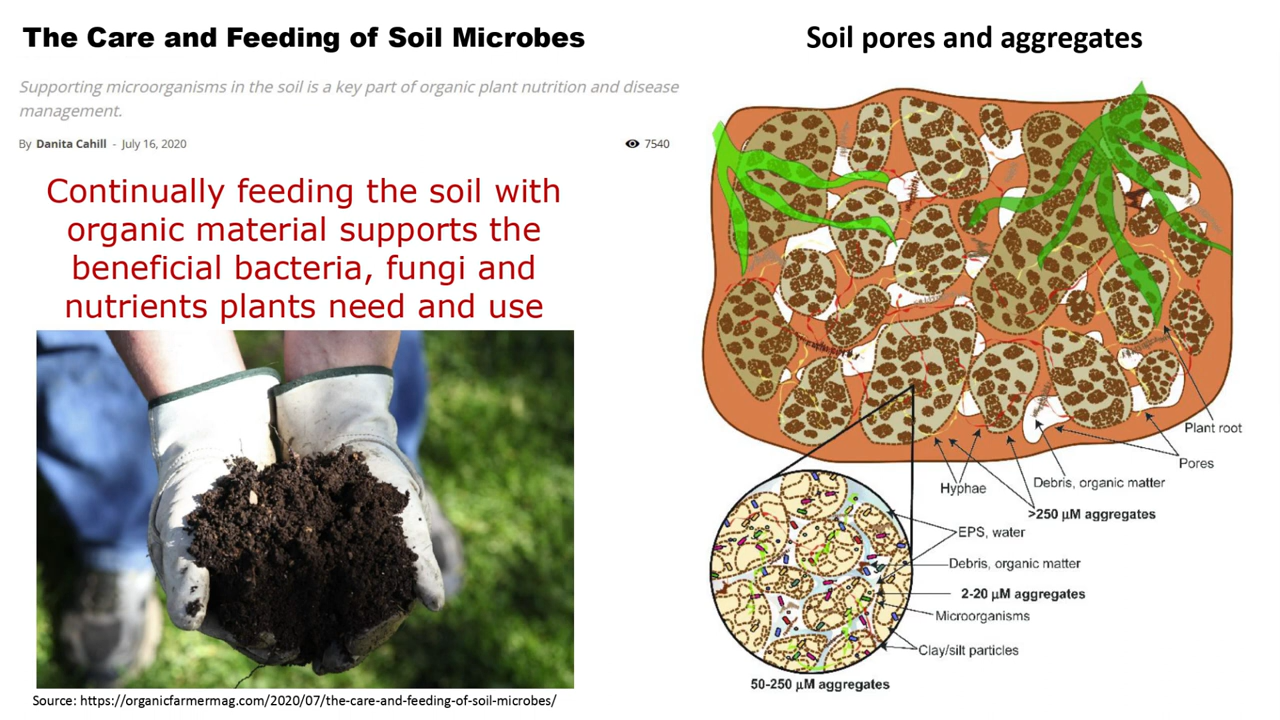 The Care and Feeding of Soil Microbes
Supporting microorganisms in the soil is a key part of organic plant nutrition and disease
management.
By Danita Cahill - July 16, 2020
7540
Continually feeding the soil with
organic material supports the
beneficial bacteria, fungi and
nutrients plants need and use
Source: https://organicfarmermag.com/2020/07/the-care-and-feeding-of-soil-microbes/
Soil pores and aggregates
Plant root
Pores
Debris, organic matter
Hyphae
>250 µM aggregates
EPS, water
Debris, organic matter
2-20 µM aggregates
Microorganisms
Clay/silt particles
50-250 µM aggregates